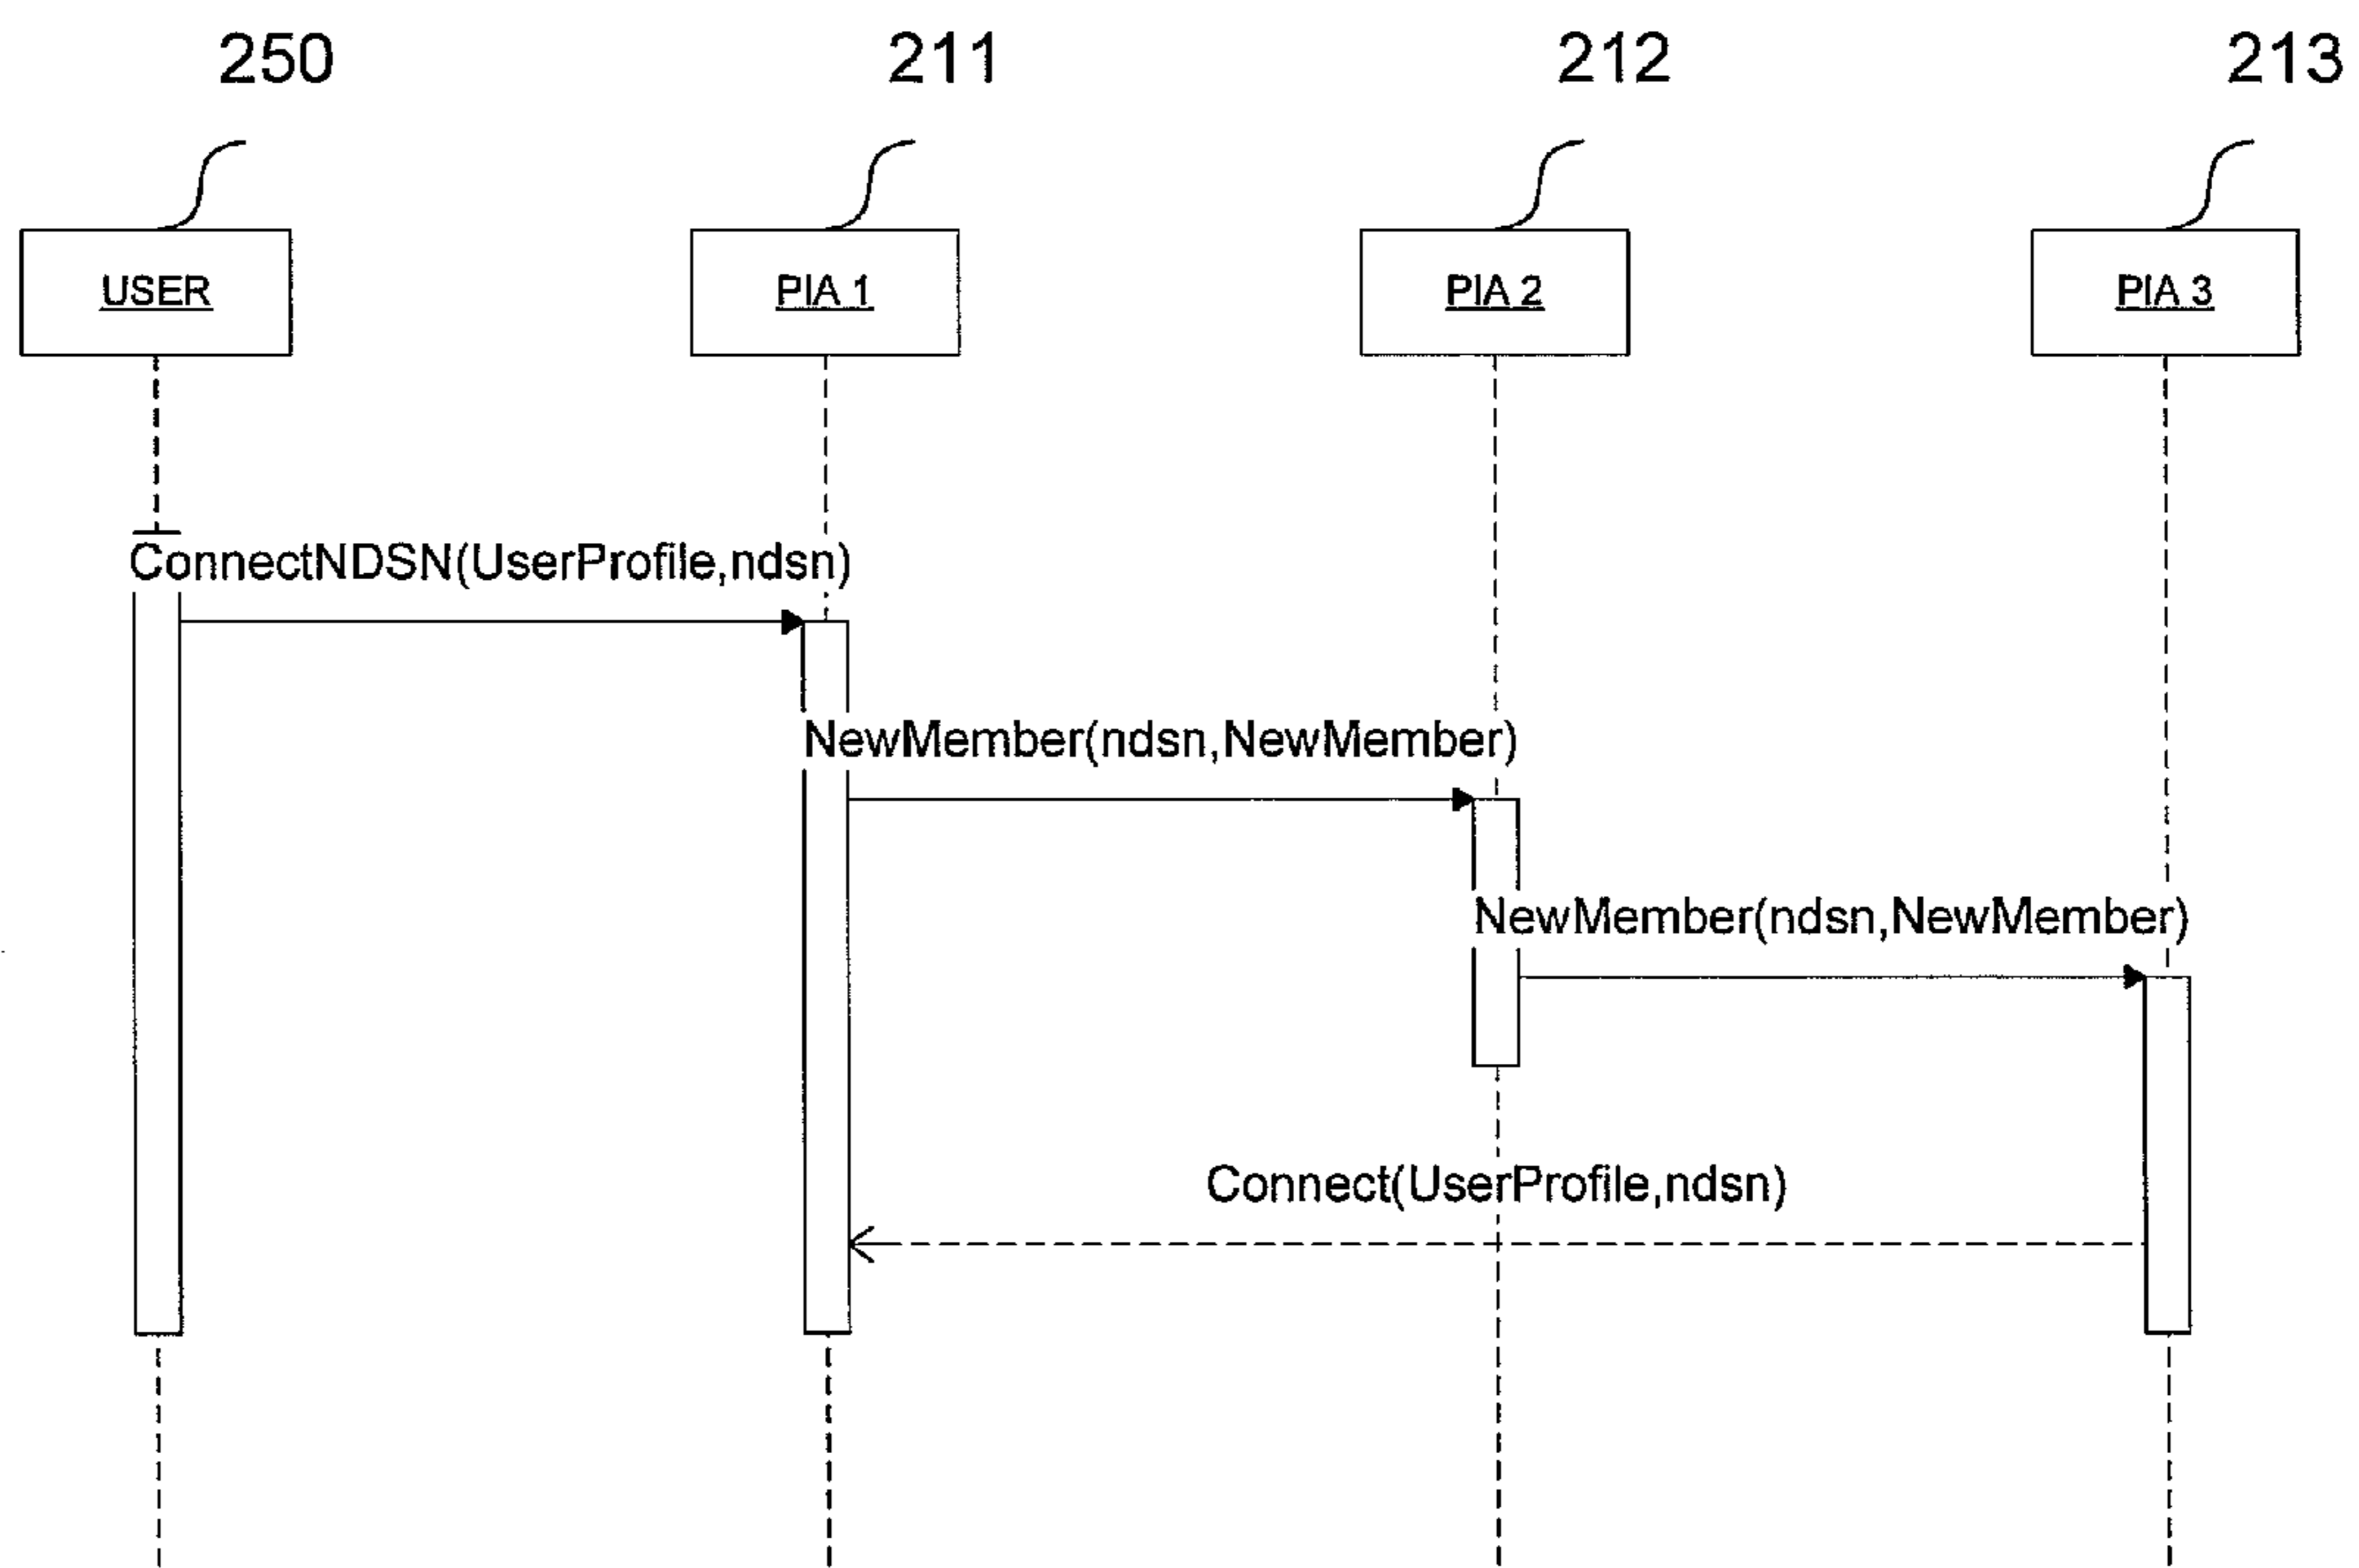 250 211 212 213
USER PIA 1 PIA 2 PIA 3
ConnectNDSN(UserProfile,ndsn)
NewMember(ndsn,NewMember)
NewMember(ndsn,NewMember)
Connect(UserProfile,ndsn)